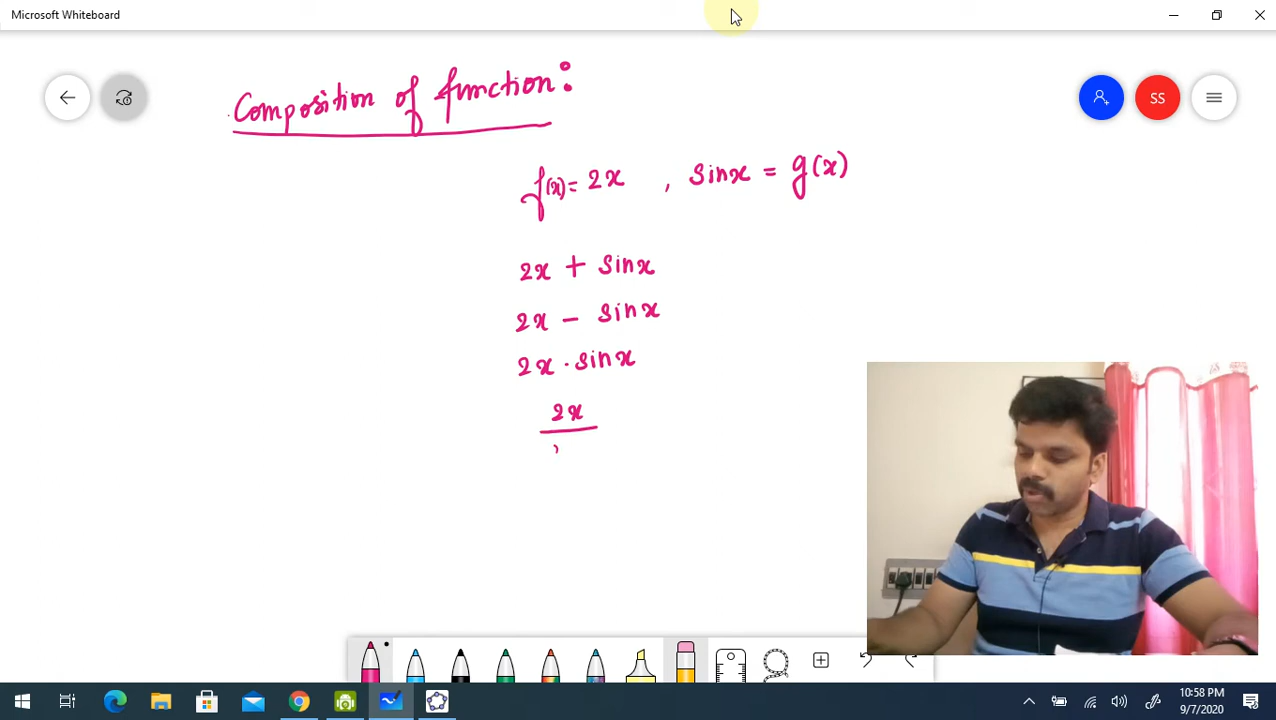 Microsoft Whiteboard
Composition of function:
SS
f(x) = 2x , sinx = g(x)
2x + sinx
2x - sinx
2x · sinx
2x
10:58 PM
9/7/2020